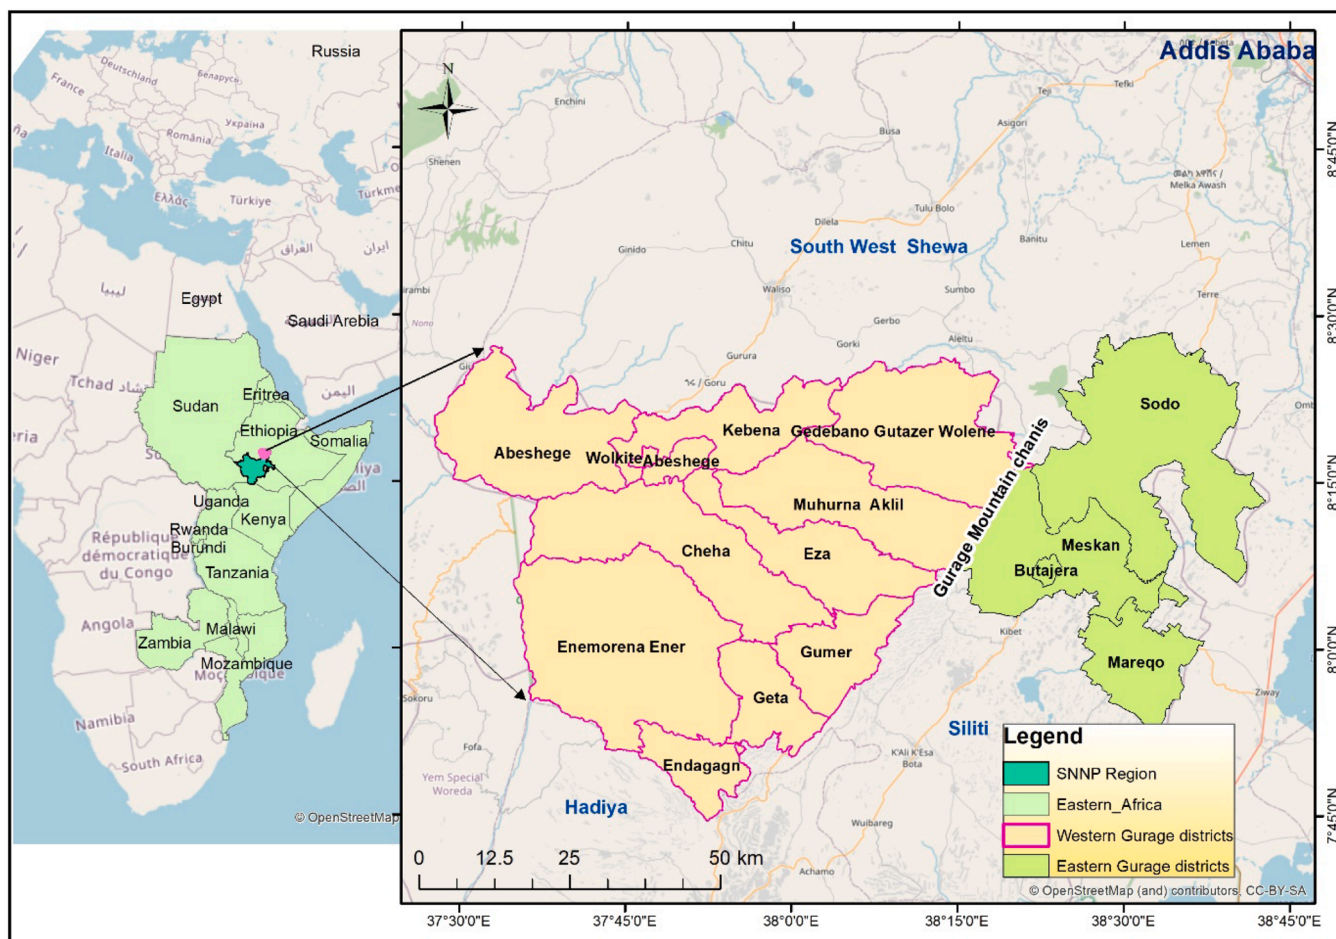 Russia
Deutschland
Беларусь
France
Україна
România
Italia
Ελλάς
Türkiye
Türkme
العراق
ایران
ليبيا
Egypt
Saudi Arebia
Niger
Tchad تشاد
اليمن
Eritrea
Sudan
Ethiopia
Somalia
Uganda
Kenya
République
démocratique
du Congo
Rwanda
Burundi
Tanzania
Angola
Malawi
Zambia
Mozambique
Namibia
South Africa
© OpenStreetMap
N
Addis Ababa
Enchini
Teji
Tefki
Asigori
Busa
Shenen
መልካ አዋሽ /
Melka Awash
Dilela
Tulu Bolo
Ginido
Chitu
South West Shewa
Banitu
Lemen
Waliso
Sumbo
Terre
Nono
Gerbo
Gurura
Gorki
Aleltu
ጎሩ / Goru
Sodo
Kebena
Gedebano Gutazer Wolene
Abeshege
Wolkite
Abeshege
Gurage Mountain chanis
Muhurna Aklil
Cheha
Eza
Meskan
Butajera
Enemorena Ener
Gumer
Kibet
Mareqo
Geta
Sokoru
Ziway
Siliti
Fofa
K'Ali K'Esa
Bota
Endagagn
Yem Special
Woreda
Hadiya
Wuibareg
Achamo
0 12.5 25 50 km
Legend
SNNP Region
Eastern_Africa
Western Gurage districts
Eastern Gurage districts
© OpenStreetMap (and) contributors, CC-BY-SA
37°30'0"E 37°45'0"E 38°0'0"E 38°15'0"E 38°30'0"E 38°45'0"E
8°45'0"N
8°30'0"N
8°15'0"N
8°0'0"N
7°45'0"N